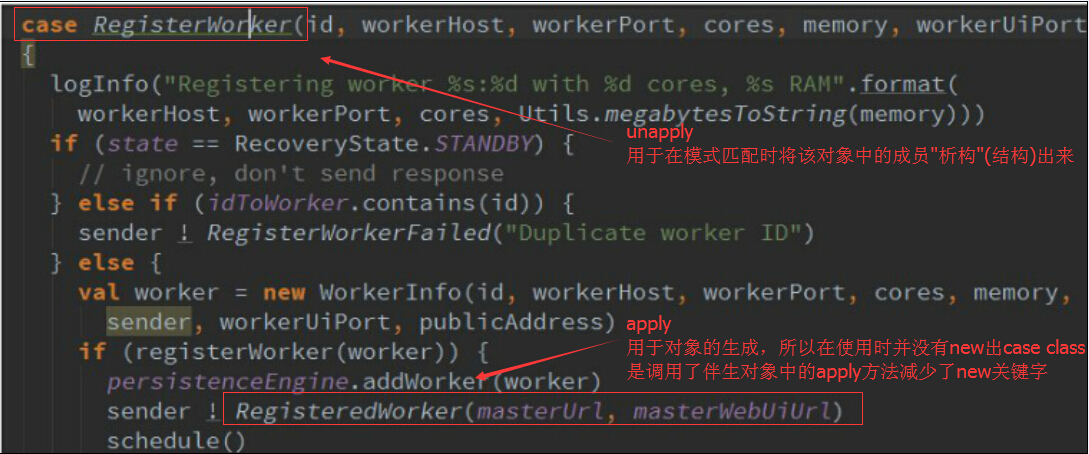 case RegisterWorker(id, workerHost, workerPort, cores, memory, workerUiPort
{
logInfo("Registering worker %s:%d with %d cores, %s RAM".format(
workerHost, workerPort, cores, Utils.megabytesToString(memory)))
unapply
用于在模式匹配时将该对象中的成员"析构"(结构)出来
if (state == RecoveryState.STANDBY) {
// ignore, don't send response
} else if (idToWorker.contains(id)) {
sender ! RegisterWorkerFailed("Duplicate worker ID")
} else {
val worker = new WorkerInfo(id, workerHost, workerPort, cores, memory,
sender, workerUiPort, publicAddress)
apply
用于对象的生成，所以在使用时并没有new出case class
是调用了伴生对象中的apply方法减少了new关键字
if (registerWorker(worker)) {
persistenceEngine.addWorker(worker)
sender ! RegisteredWorker(masterUrl, masterWebUiUrl)
schedule()